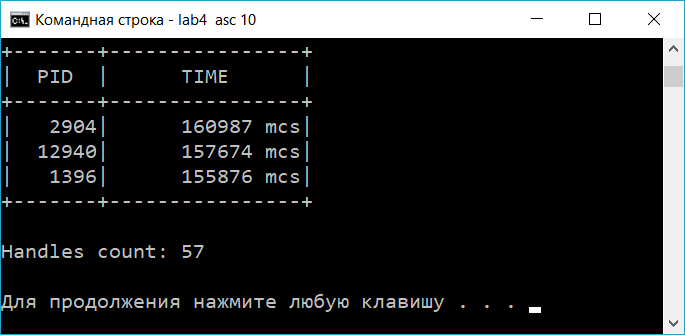 Командная строка - lab4 asc 10
+-------+----------------+
|  PID  |      TIME      |
+-------+----------------+
|   2904|      160987 mcs|
|  12940|      157674 mcs|
|   1396|      155876 mcs|
+-------+----------------+
Handles count: 57
Для продолжения нажмите любую клавишу . . .